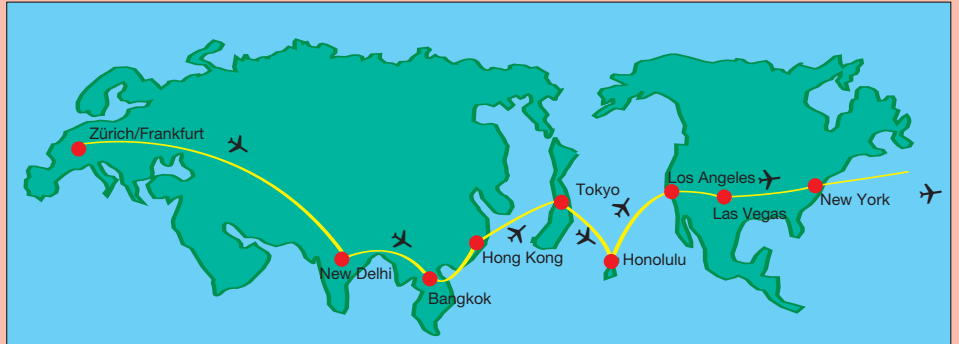 Zürich/Frankfurt
New Delhi
Bangkok
Hong Kong
Tokyo
Honolulu
Los Angeles
Las Vegas
New York